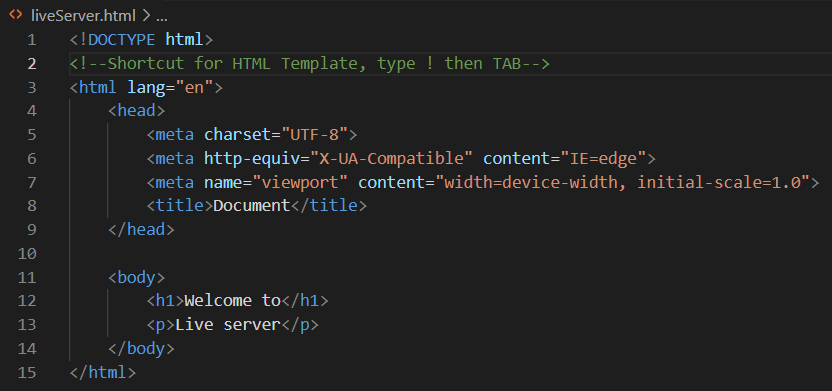 <> liveServer.html > ...
1 <!DOCTYPE html>
2 <!--Shortcut for HTML Template, type ! then TAB-->
3 <html lang="en">
4     <head>
5         <meta charset="UTF-8">
6         <meta http-equiv="X-UA-Compatible" content="IE=edge">
7         <meta name="viewport" content="width=device-width, initial-scale=1.0">
8         <title>Document</title>
9     </head>
10
11     <body>
12         <h1>Welcome to</h1>
13         <p>Live server</p>
14     </body>
15 </html>